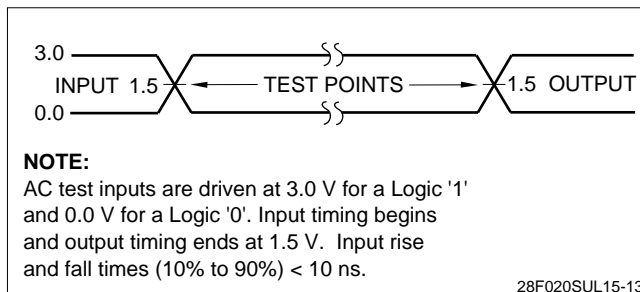 3.0
INPUT 1.5 TEST POINTS 1.5 OUTPUT
0.0
NOTE:
AC test inputs are driven at 3.0 V for a Logic '1'
and 0.0 V for a Logic '0'. Input timing begins
and output timing ends at 1.5 V. Input rise
and fall times (10% to 90%) < 10 ns.
28F020SUL15-13